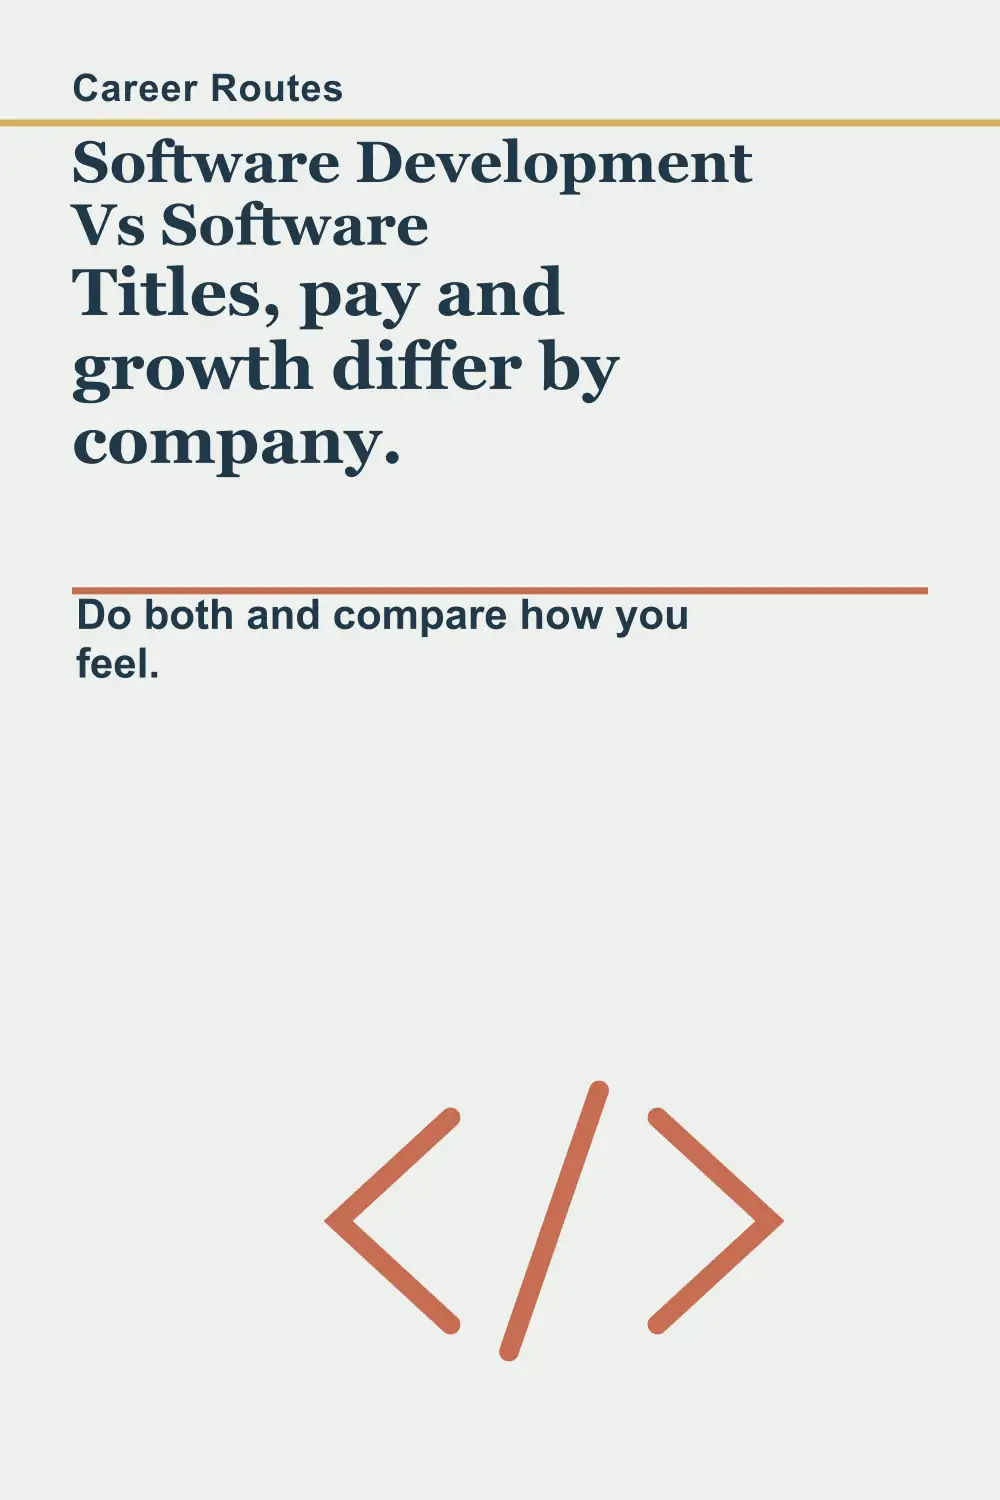 Career Routes
Software Development
Vs Software
Titles, pay and
growth differ by
company.
Do both and compare how you
feel.